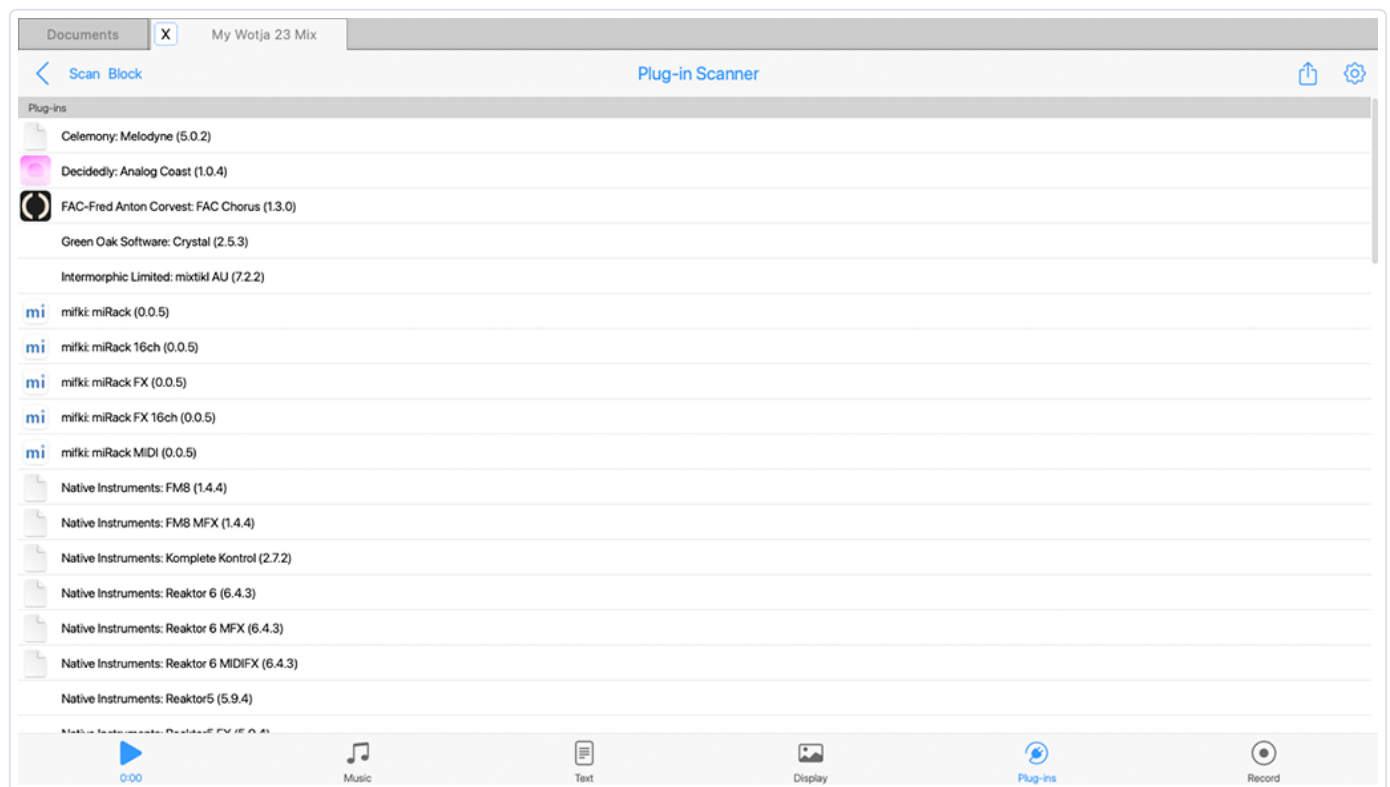 Documents X My Wotja 23 Mix
Scan Block Plug-in Scanner
Plug-ins
Celemony: Melodyne (5.0.2)
Decidedly: Analog Coast (1.0.4)
FAC-Fred Anton Corvest: FAC Chorus (1.3.0)
Green Oak Software: Crystal (2.5.3)
Intermorphic Limited: mixtikl AU (7.2.2)
mi mifki: miRack (0.0.5)
mi mifki: miRack 16ch (0.0.5)
mi mifki: miRack FX (0.0.5)
mi mifki: miRack FX 16ch (0.0.5)
mi mifki: miRack MIDI (0.0.5)
Native Instruments: FM8 (1.4.4)
Native Instruments: FM8 MFX (1.4.4)
Native Instruments: Komplete Kontrol (2.7.2)
Native Instruments: Reaktor 6 (6.4.3)
Native Instruments: Reaktor 6 MFX (6.4.3)
Native Instruments: Reaktor 6 MIDIFX (6.4.3)
Native Instruments: Reaktor5 (5.9.4)
Native Instruments: Reaktor5 FX (5.9.4)
0:00 Music Text Display Plug-ins Record